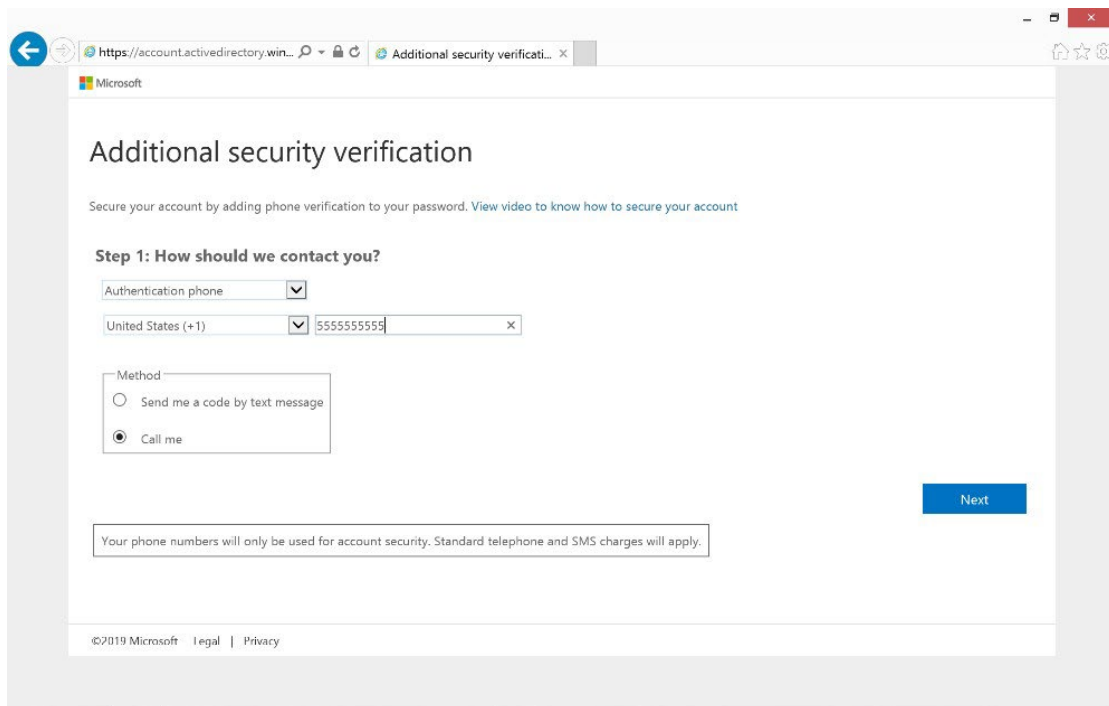 https://account.activedirectory.win...
Additional security verificati...
Microsoft
Additional security verification
Secure your account by adding phone verification to your password. View video to know how to secure your account
Step 1: How should we contact you?
Authentication phone
United States (+1) 5555555555
Method
Send me a code by text message
Call me
Next
Your phone numbers will only be used for account security. Standard telephone and SMS charges will apply.
©2019 Microsoft Legal | Privacy